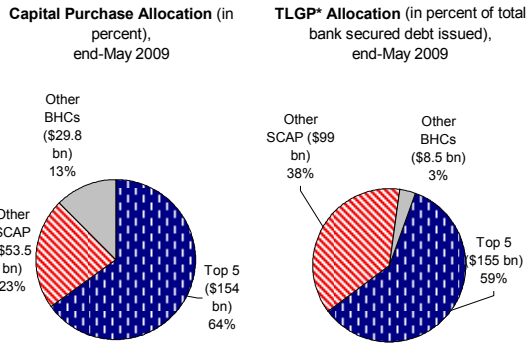 Capital Purchase Allocation (in
percent),
end-May 2009
TLGP* Allocation (in percent of total
bank secured debt issued),
end-May 2009
Other
BHCs
($29.8
bn)
13%
Other
SCAP
($53.5
bn)
23%
Top 5
($154
bn)
64%
Other
SCAP ($99
bn)
38%
Other
BHCs
($8.5 bn)
3%
Top 5
($155 bn)
59%